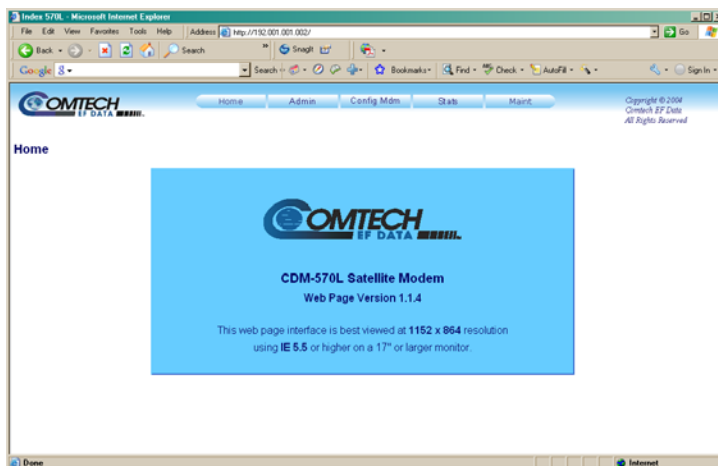 Index 570L - Microsoft Internet Explorer
File Edit View Favorites Tools Help Address http://192.001.001.002/ Go
Back Search SnagIt
Google Search Bookmarks Find Check AutoFill Sign In
COMTECH
EF DATA
Home Admin Config Mdm Stats Maint
Copyright © 2004
Comtech EF Data
All Rights Reserved
Home
COMTECH
EF DATA
CDM-570L Satellite Modem
Web Page Version 1.1.4
This web page interface is best viewed at 1152 x 864 resolution
using IE 5.5 or higher on a 17" or larger monitor.
Done Internet